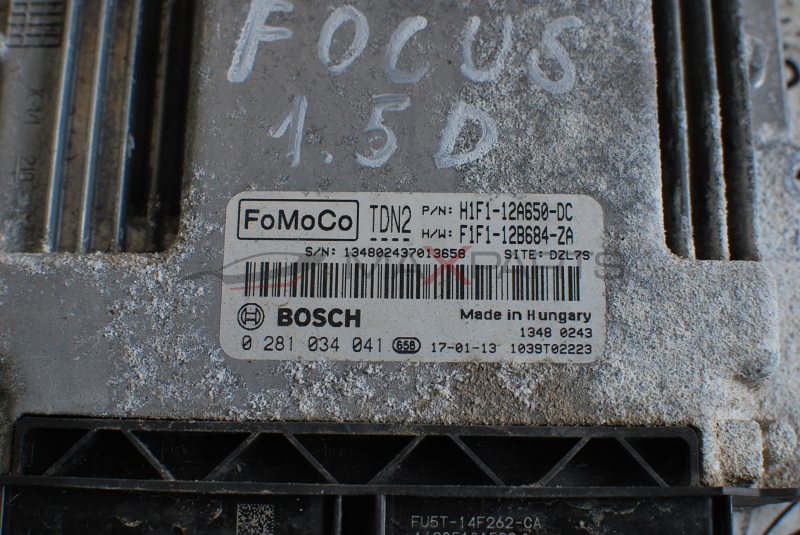 FOCUS
1.5D
FoMoCo TDN2 P/N: H1F1-12A650-DC
H/W: F1F1-12B684-ZA
S/N: 134802437013658 SITE: DZL7S
MAXPARTS
BOSCH Made in Hungary
1348 0243
0 281 034 041 658 17-01-13 1039T02223
FU5T-14F262-CA